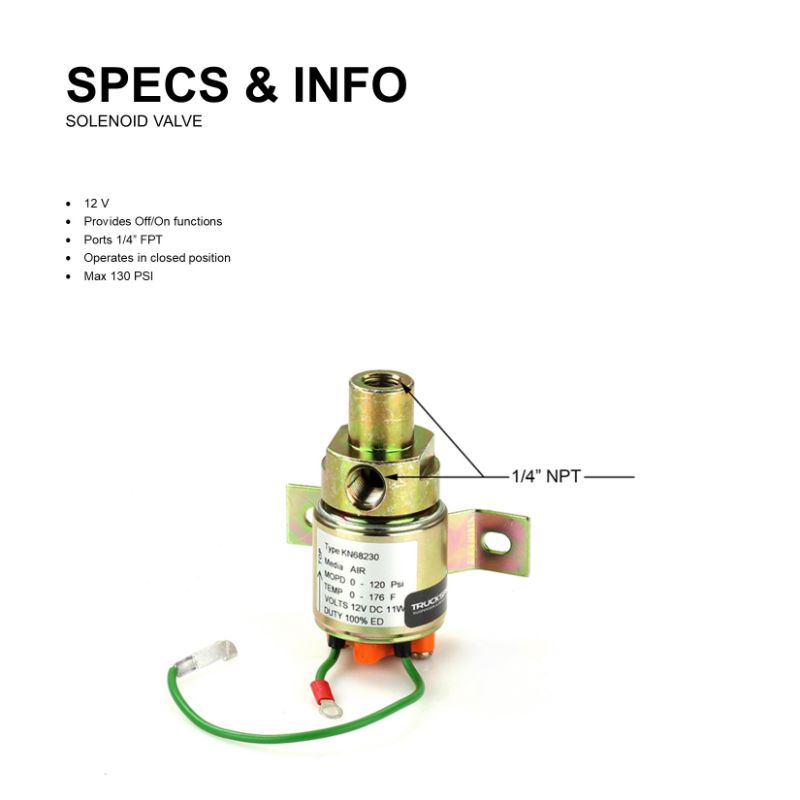 SPECS & INFO
SOLENOID VALVE
• 12 V
• Provides Off/On functions
• Ports 1/4” FPT
• Operates in closed position
• Max 130 PSI
1/4” NPT
TOP
Type KN68230
Media AIR
MOPD 0 - 120 Psi
TEMP 0 - 176 F
VOLTS 12V DC 11W
DUTY 100% ED